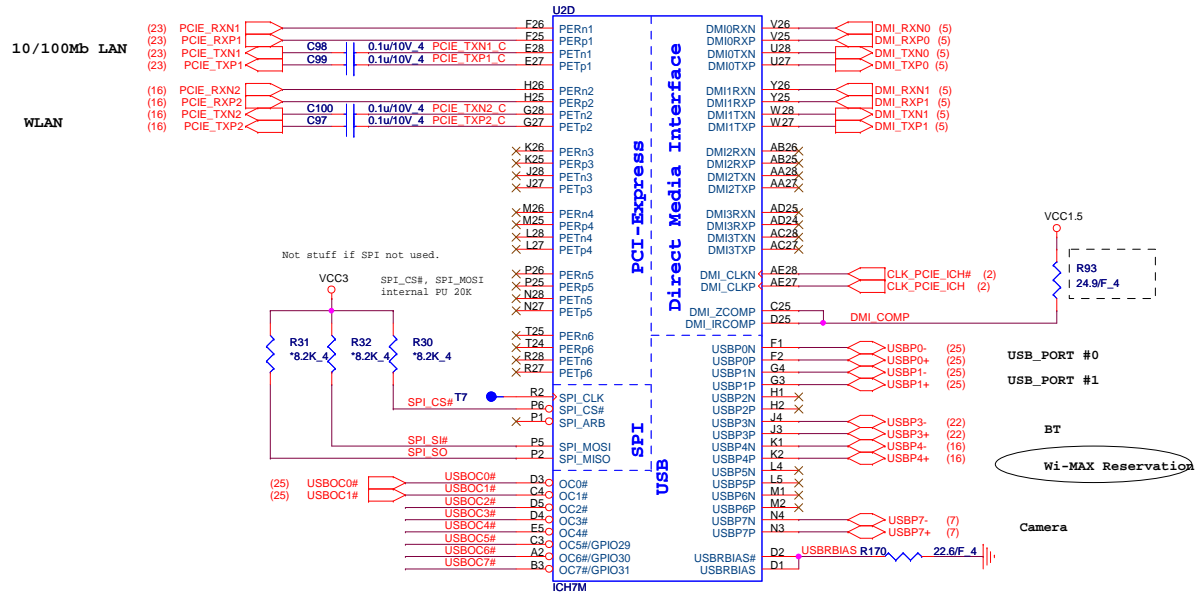 U2D
10/100Mb LAN
(23) PCIE_RXN1 F26 PERn1 DMI0RXN V26 DMI_RXN0 (5)
(23) PCIE_RXP1 F25 PERp1 DMI0RXP V25 DMI_RXP0 (5)
(23) PCIE_TXN1 C98 0.1u/10V_4 PCIE_TXN1_C E28 PETn1 DMI0TXN U28 DMI_TXN0 (5)
(23) PCIE_TXP1 C99 0.1u/10V_4 PCIE_TXP1_C E27 PETp1 DMI0TXP U27 DMI_TXP0 (5)
WLAN
(16) PCIE_RXN2 H26 PERn2 DMI1RXN Y26 DMI_RXN1 (5)
(16) PCIE_RXP2 H25 PERp2 DMI1RXP Y25 DMI_RXP1 (5)
(16) PCIE_TXN2 C100 0.1u/10V_4 PCIE_TXN2_C G28 PETn2 DMI1TXN W28 DMI_TXN1 (5)
(16) PCIE_TXP2 C97 0.1u/10V_4 PCIE_TXP2_C G27 PETp2 DMI1TXP W27 DMI_TXP1 (5)
K26 PERn3 DMI2RXN AB26
K25 PERp3 DMI2RXP AB25
J28 PETn3 DMI2TXN AA28
J27 PETp3 DMI2TXP AA27
M26 PERn4 DMI3RXN AD25
M25 PERp4 DMI3RXP AD24
L28 PETn4 DMI3TXN AC28
L27 PETp4 DMI3TXP AC27
PCI-Express
Direct Media Interface
VCC1.5
R93
24.9/F_4
P26 PERn5 DMI_CLKN AE28 CLK_PCIE_ICH# (2)
P25 PERp5 DMI_CLKP AE27 CLK_PCIE_ICH (2)
N28 PETn5
N27 PETp5
DMI_ZCOMP C25
DMI_IRCOMP D25 DMI_COMP
Not stuff if SPI not used.
VCC3
SPI_CS#, SPI_MOSI
internal PU 20K
R31 R32 R30
*8.2K_4 *8.2K_4 *8.2K_4
T25 PERn6
T24 PERp6
R28 PETn6
R27 PETp6
USBP0N F1 USBP0- (25)
USBP0P F2 USBP0+ (25) USB_PORT #0
USBP1N G4 USBP1- (25)
USBP1P G3 USBP1+ (25) USB_PORT #1
T7 R2 SPI_CLK USBP2N H1
SPI_CS# P6 SPI_CS# USBP2P H2
P1 SPI_ARB USBP3N J4 USBP3- (22)
USBP3P J3 USBP3+ (22) BT
SPI_SI# P5 SPI_MOSI USBP4N K1 USBP4- (16)
SPI_SO P2 SPI_MISO USBP4P K2 USBP4+ (16)
Wi-MAX Reservation
SPI
USB
USBP5N L4
USBP5P L5
USBP6N M1
USBP6P M2
USBP7N N4 USBP7- (7)
USBP7P N3 USBP7+ (7)
Camera
(25) USBOC0# USBOC0# D3 OC0#
(25) USBOC1# USBOC1# C4 OC1#
USBOC2# D5 OC2#
USBOC3# D4 OC3#
USBOC4# E5 OC4#
USBOC5# C3 OC5#/GPIO29
USBOC6# A2 OC6#/GPIO30
USBOC7# B3 OC7#/GPIO31
USBRBIAS# D2 USBRBIAS R170 22.6/F_4
USBRBIAS D1
ICH7M